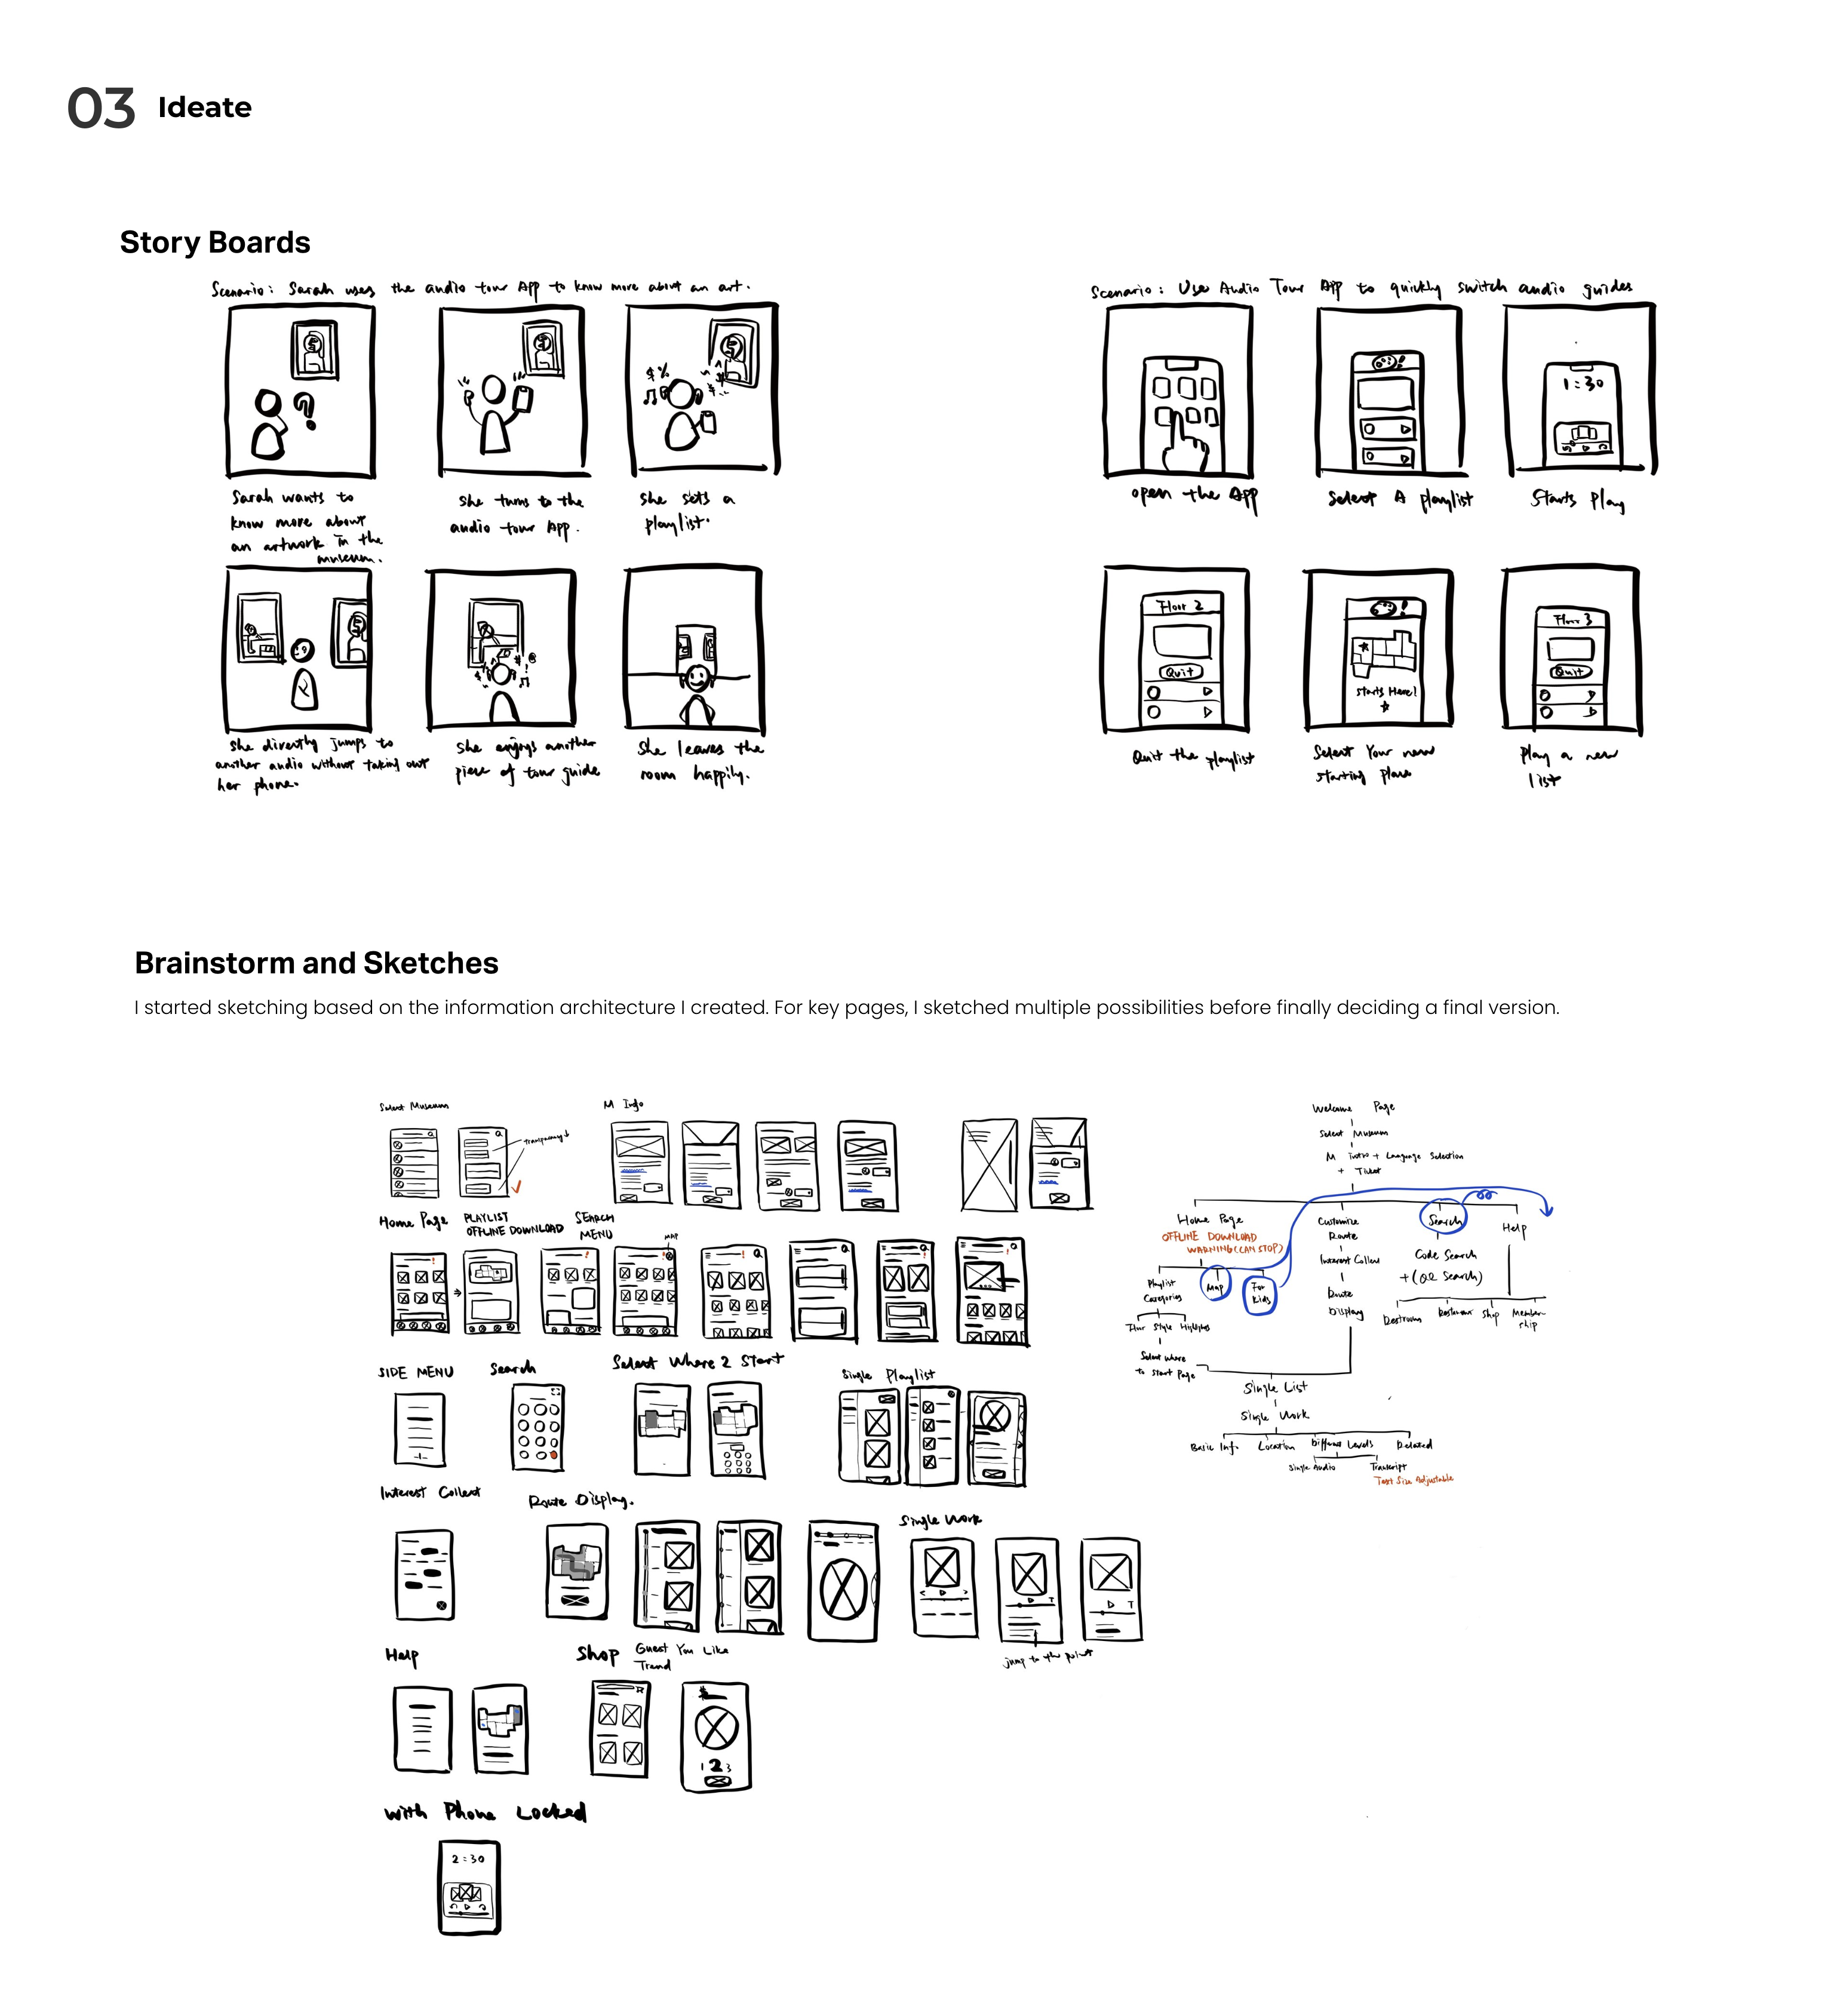 03 Ideate
Story Boards
Scenario: Sarah uses the audio tour App to know more about an art.
Sarah wants to
know more about
an artwork in the
museum.
She turns to the
audio tour App.
She sets a
playlist.
She directly jumps to
another audio without taking out
her phone.
She enjoys another
piece of tour guide
She leaves the
room happily.
Scenario: Use Audio Tour App to quickly switch audio guides
1:30
open the App
Select A playlist
Starts Play
Floor 2
Quit
Starts Here!
Floor 3
Quit
Quit the playlist
Select Your new
starting place
Play a new
list
Brainstorm and Sketches
I started sketching based on the information architecture I created. For key pages, I sketched multiple possibilities before finally deciding a final version.
Select Museum
transparency
M Info
Home Page
PLAYLIST
OFFLINE DOWNLOAD
SEARCH
MENU
MAP
SIDE MENU
Search
Select Where 2 Start
Single Playlist
Interest Collect
Route Display.
Single Work
T
T
jump to the point
Help
Shop
Guest You Like
Trend
1 2 3
With Phone Locked
2:30
Welcome Page
Select Museum
M Intro + Language Selection
+ Ticket
Home Page
OFFLINE DOWNLOAD
WARNING (CAN STOP)
Playlist
Categories
Map
For
Kids
Style Highlights
Select where
to Start Page
Customize
Route
Interest Collect
Route
Display
Search
Code Search
+(QR Search)
Help
Restroom Restaurant Shop Member-
ship
Single List
Single Work
Basic Info. Location Different Levels Related
Single Audio Transcript
Text Size Adjustable